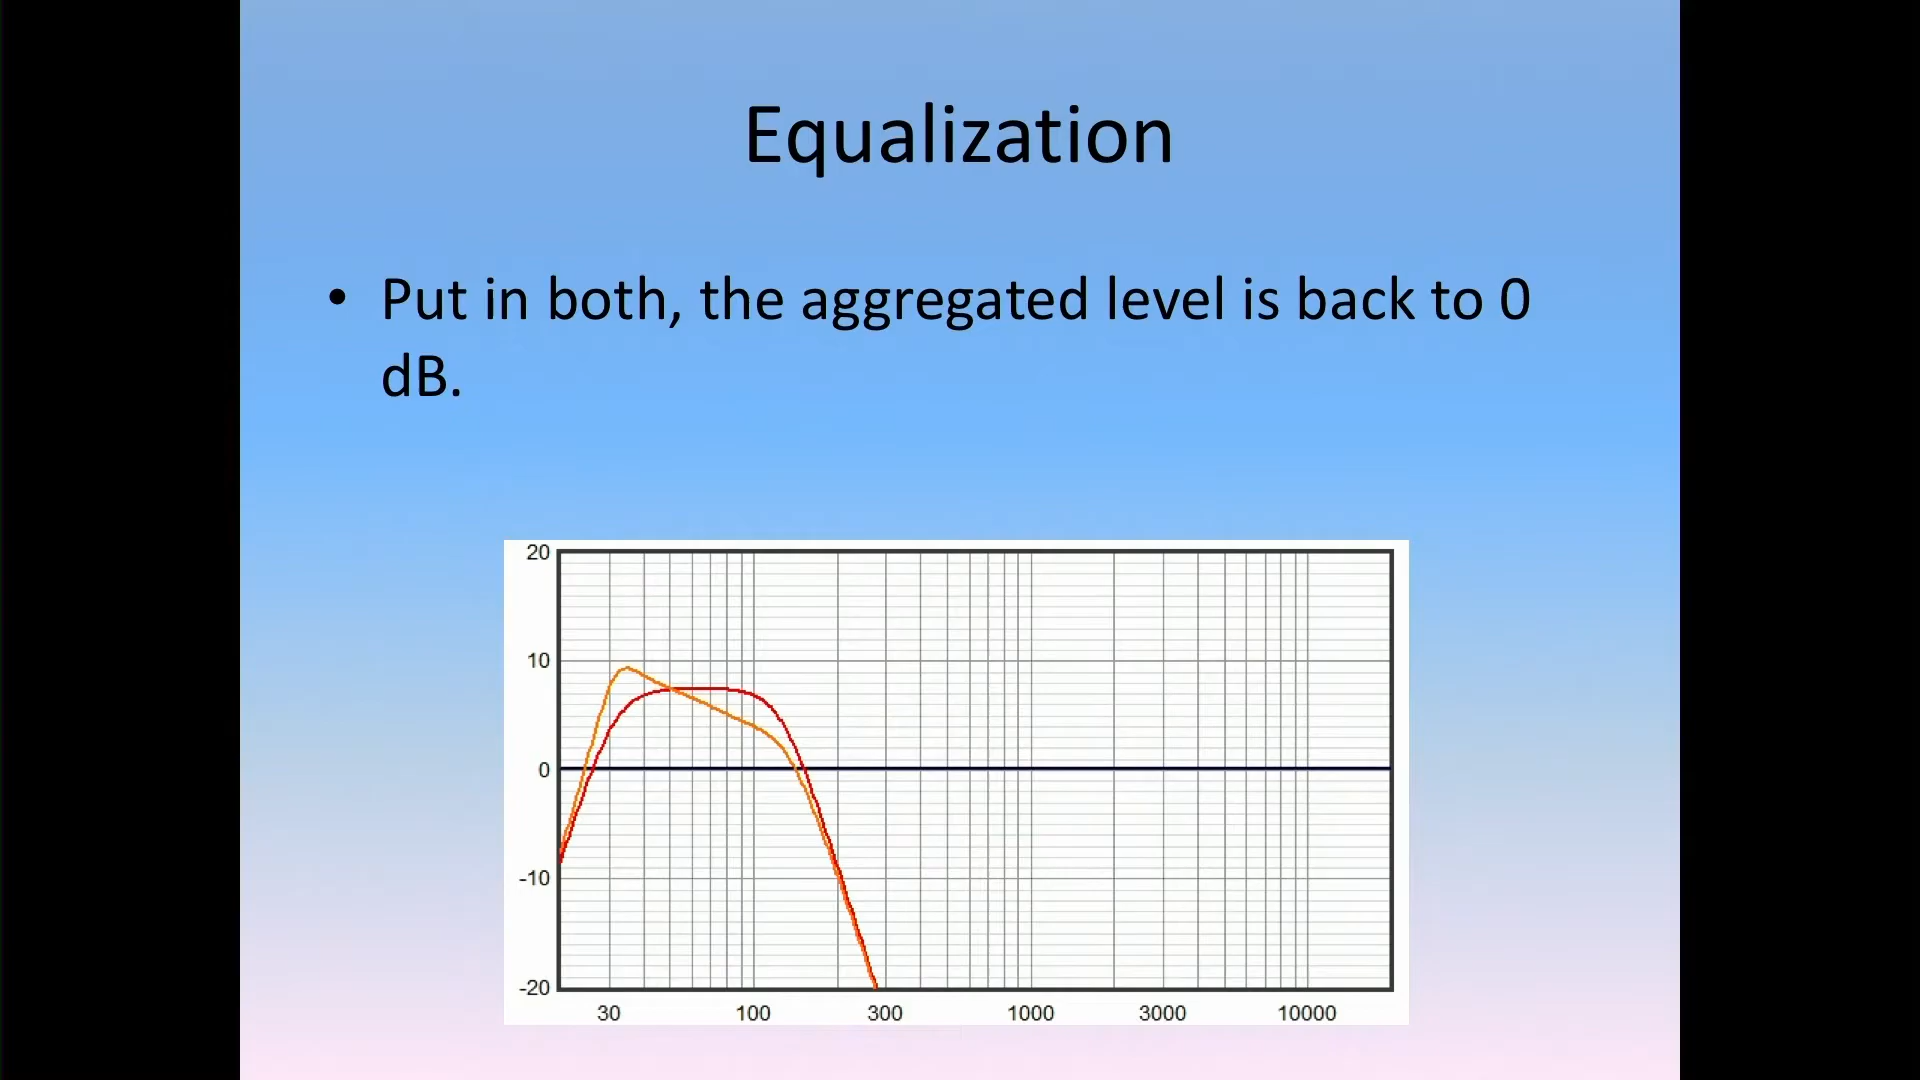 Equalization
• Put in both, the aggregated level is back to 0
dB.
20
10
0
-10
-20
30 100 300 1000 3000 10000